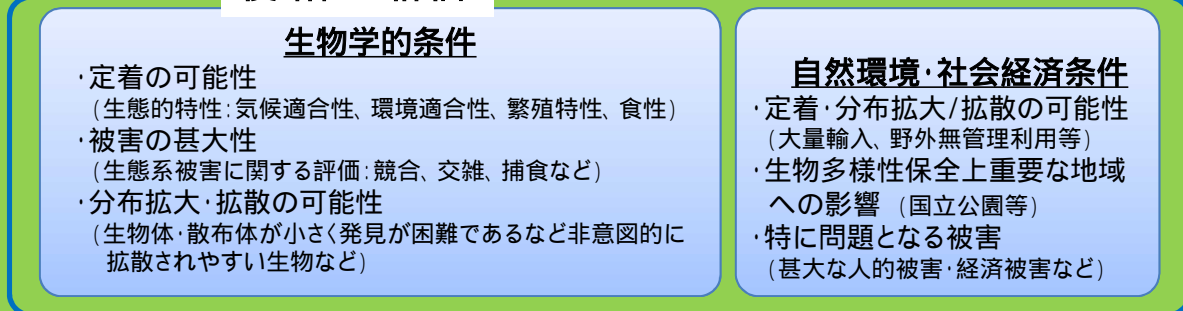 生物学的条件
･定着の可能性
(生態的特性:気候適合性、環境適合性、繁殖特性、食性)
･被害の甚大性
(生態系被害に関する評価:競合、交雑、捕食など)
･分布拡大･拡散の可能性
(生物体･散布体が小さく発見が困難であるなど非意図的に
拡散されやすい生物など)
自然環境･社会経済条件
･定着･分布拡大/拡散の可能性
(大量輸入、野外無管理利用等)
･生物多様性保全上重要な地域
への影響 (国立公園等)
･特に問題となる被害
(甚大な人的被害･経済被害など)